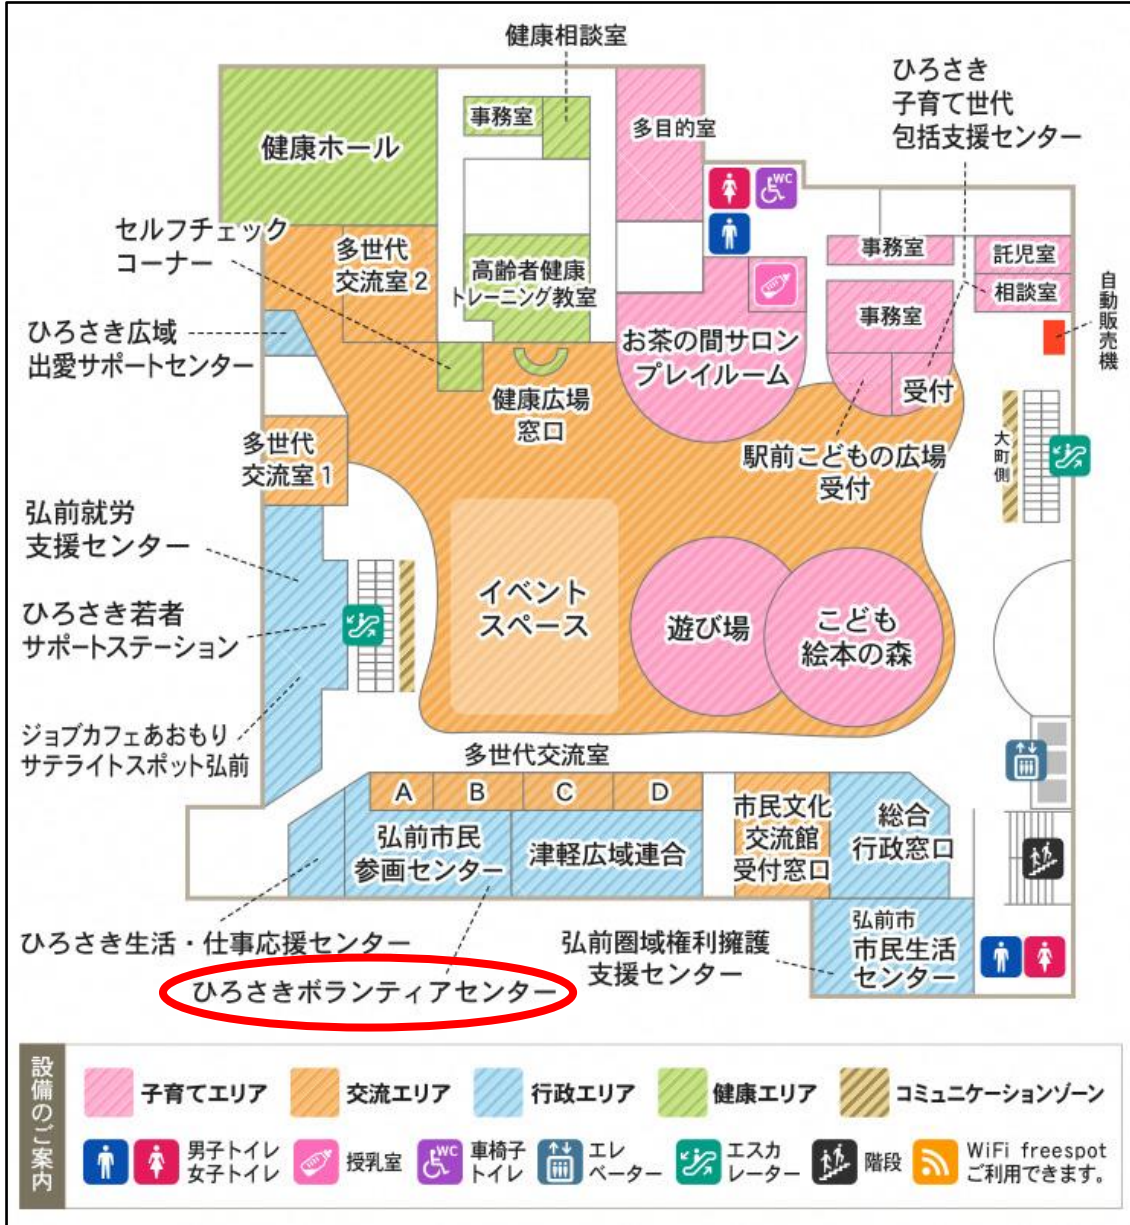 健康相談室
ひろさき
子育て世代
包括支援センター
事務室
多目的室
健康ホール
WC
セルフチェック
コーナー
多世代
交流室2
高齢者健康
トレーニング教室
事務室
託児室
相談室
自動販売機
ひろさき広域
出愛サポートセンター
お茶の間サロン
プレイルーム
事務室
受付
健康広場
窓口
多世代
交流室1
駅前こどもの広場
受付
大町側
弘前就労
支援センター
イベント
スペース
遊び場
こども
絵本の森
ひろさき若者
サポートステーション
ジョブカフェあおもり
サテライトスポット弘前
多世代交流室
A
B
C
D
弘前市民
参画センター
津軽広域連合
市民文化
交流館
受付窓口
総合
行政窓口
ひろさき生活・仕事応援センター
弘前圏域権利擁護
支援センター
弘前市
市民生活
センター
ひろさきボランティアセンター
設備のご案内
子育てエリア
交流エリア
行政エリア
健康エリア
コミュニケーションゾーン
男子トイレ
女子トイレ
授乳室
WC
車椅子
トイレ
エレ
ベーター
エスカ
レーター
階段
WiFi freespot
ご利用できます。